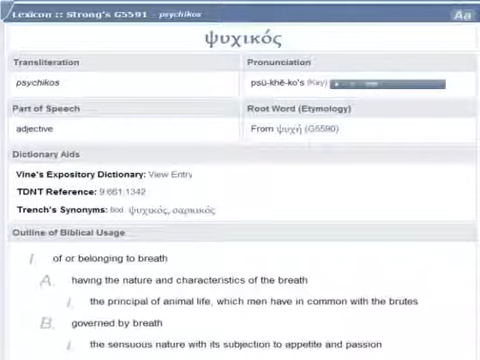 Lexicon :: Strong's G5591 - psychikos
Aa
ψυχικός
Transliteration
Pronunciation
psychikos
psü-khē-ko's (Key)
Part of Speech
Root Word (Etymology)
adjective
From ψυχή (G5590)
Dictionary Aids
Vine's Expository Dictionary: View Entry
TDNT Reference: 9:661,1342
Trench's Synonyms: lxxi. ψυχικός, σαρκικός
Outline of Biblical Usage
I. of or belonging to breath
A. having the nature and characteristics of the breath
i. the principal of animal life, which men have in common with the brutes
B. governed by breath
i. the sensuous nature with its subjection to appetite and passion